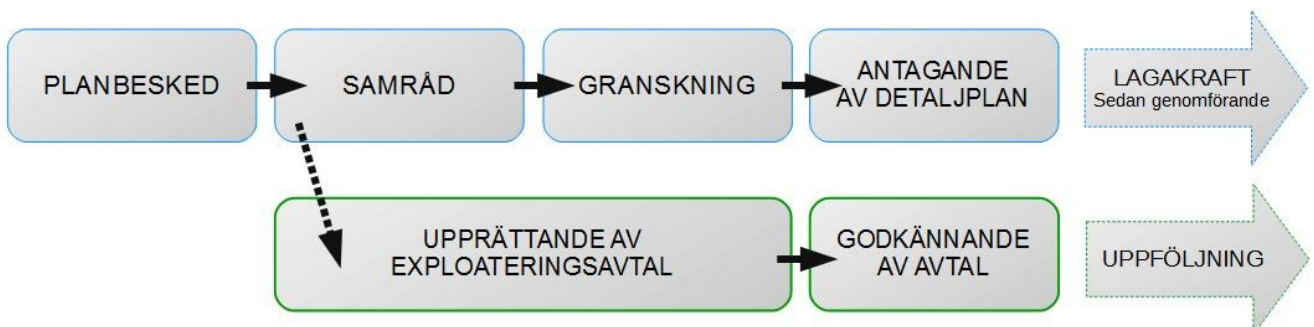 PLANBESKED
SAMRÅD
GRANSKNING
ANTAGANDE
AV DETALJPLAN
LAGAKRAFT
Sedan genomförande
UPPRÄTTANDE AV
EXPLOATERINGSAVTAL
GODKÄNNANDE
AV AVTAL
UPPFÖLJNING